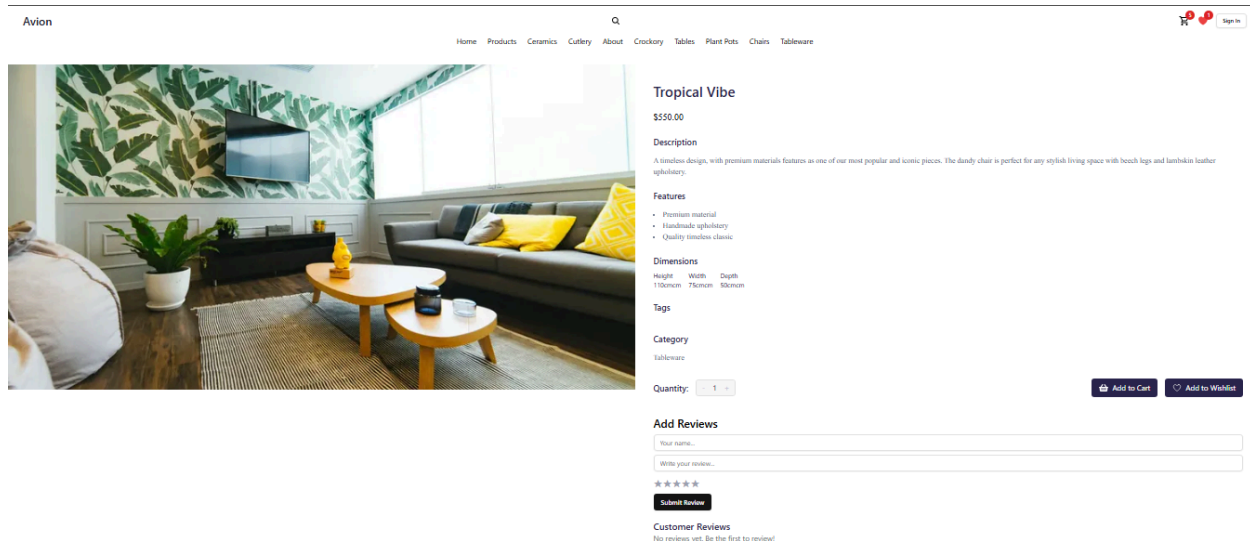 Avion
5
1
Sign In
Home Products Ceramics Cutlery About Crockory Tables Plant Pots Chairs Tableware
Tropical Vibe
$550.00
Description
A timeless design, with premium materials features as one of our most popular and iconic pieces. The dandy chair is perfect for any stylish living space with beech legs and lambskin leather
upholstery.
Features
• Premium material
• Handmade upholstery
• Quality timeless classic
Dimensions
Height Width Depth
110cmcm 75cmcm 50cmcm
Tags
Category
Tableware
Quantity: - 1 +
Add to Cart
Add to Wishlist
Add Reviews
Your name...
Write your review...
Submit Review
Customer Reviews
No reviews yet. Be the first to review!